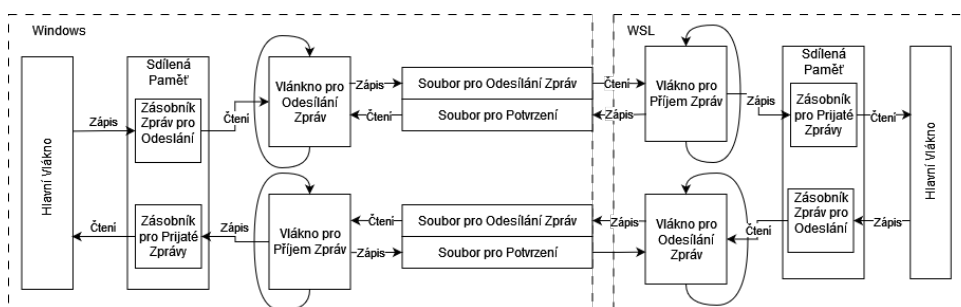 Windows
WSL
Hlavní Vlákno
Zápis
Sdílená
Paměť
Zásobník
Zpráv pro
Odeslání
Čtení
Vlánkno pro
Odesílání
Zpráv
Zápis
Čtení
Soubor pro Odesílání Zpráv
Soubor pro Potvrzení
Čtení
Zápis
Vlákno pro
Příjem Zpráv
Zápis
Sdílená
Paměť
Zásobník
pro Prijaté
Zprávy
Čtení
Hlavní Vlákno
Čtení
Zásobník
pro Prijaté
Zprávy
Zápis
Vlákno pro
Příjem Zpráv
Čtení
Zápis
Soubor pro Odesílání Zpráv
Soubor pro Potvrzení
Zápis
Vlákno pro
Odesílání
Zpráv
Čtení
Zásobník
Zpráv pro
Odeslání
Zápis